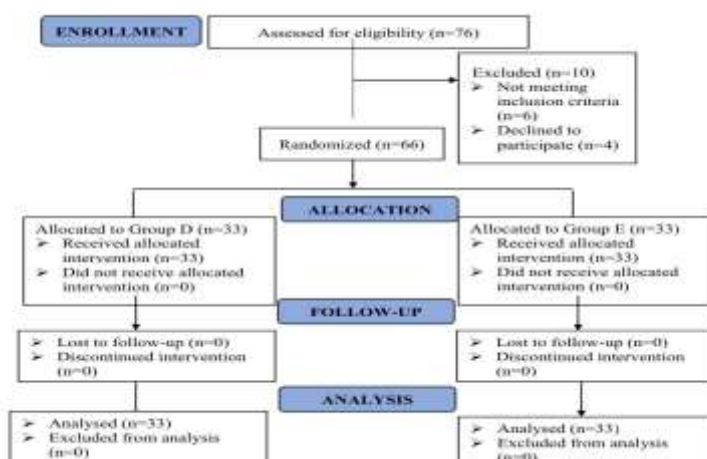 ENROLLMENT
Assessed for eligibility (n=76)
Excluded (n=10)
➢ Not meeting
inclusion criteria
(n=6)
➢ Declined to
participate (n=4)
Randomized (n=66)
ALLOCATION
Allocated to Group D (n=33)
➢ Received allocated
intervention (n=33)
➢ Did not receive allocated
intervention (n=0)
Allocated to Group E (n=33)
➢ Received allocated
intervention (n=33)
➢ Did not receive allocated
intervention (n=0)
FOLLOW-UP
➢ Lost to follow-up (n=0)
➢ Discontinued intervention
(n=0)
➢ Lost to follow-up (n=0)
➢ Discontinued intervention
(n=0)
ANALYSIS
➢ Analysed (n=33)
➢ Excluded from analysis
(n=0)
➢ Analysed (n=33)
➢ Excluded from analysis
(n=0)